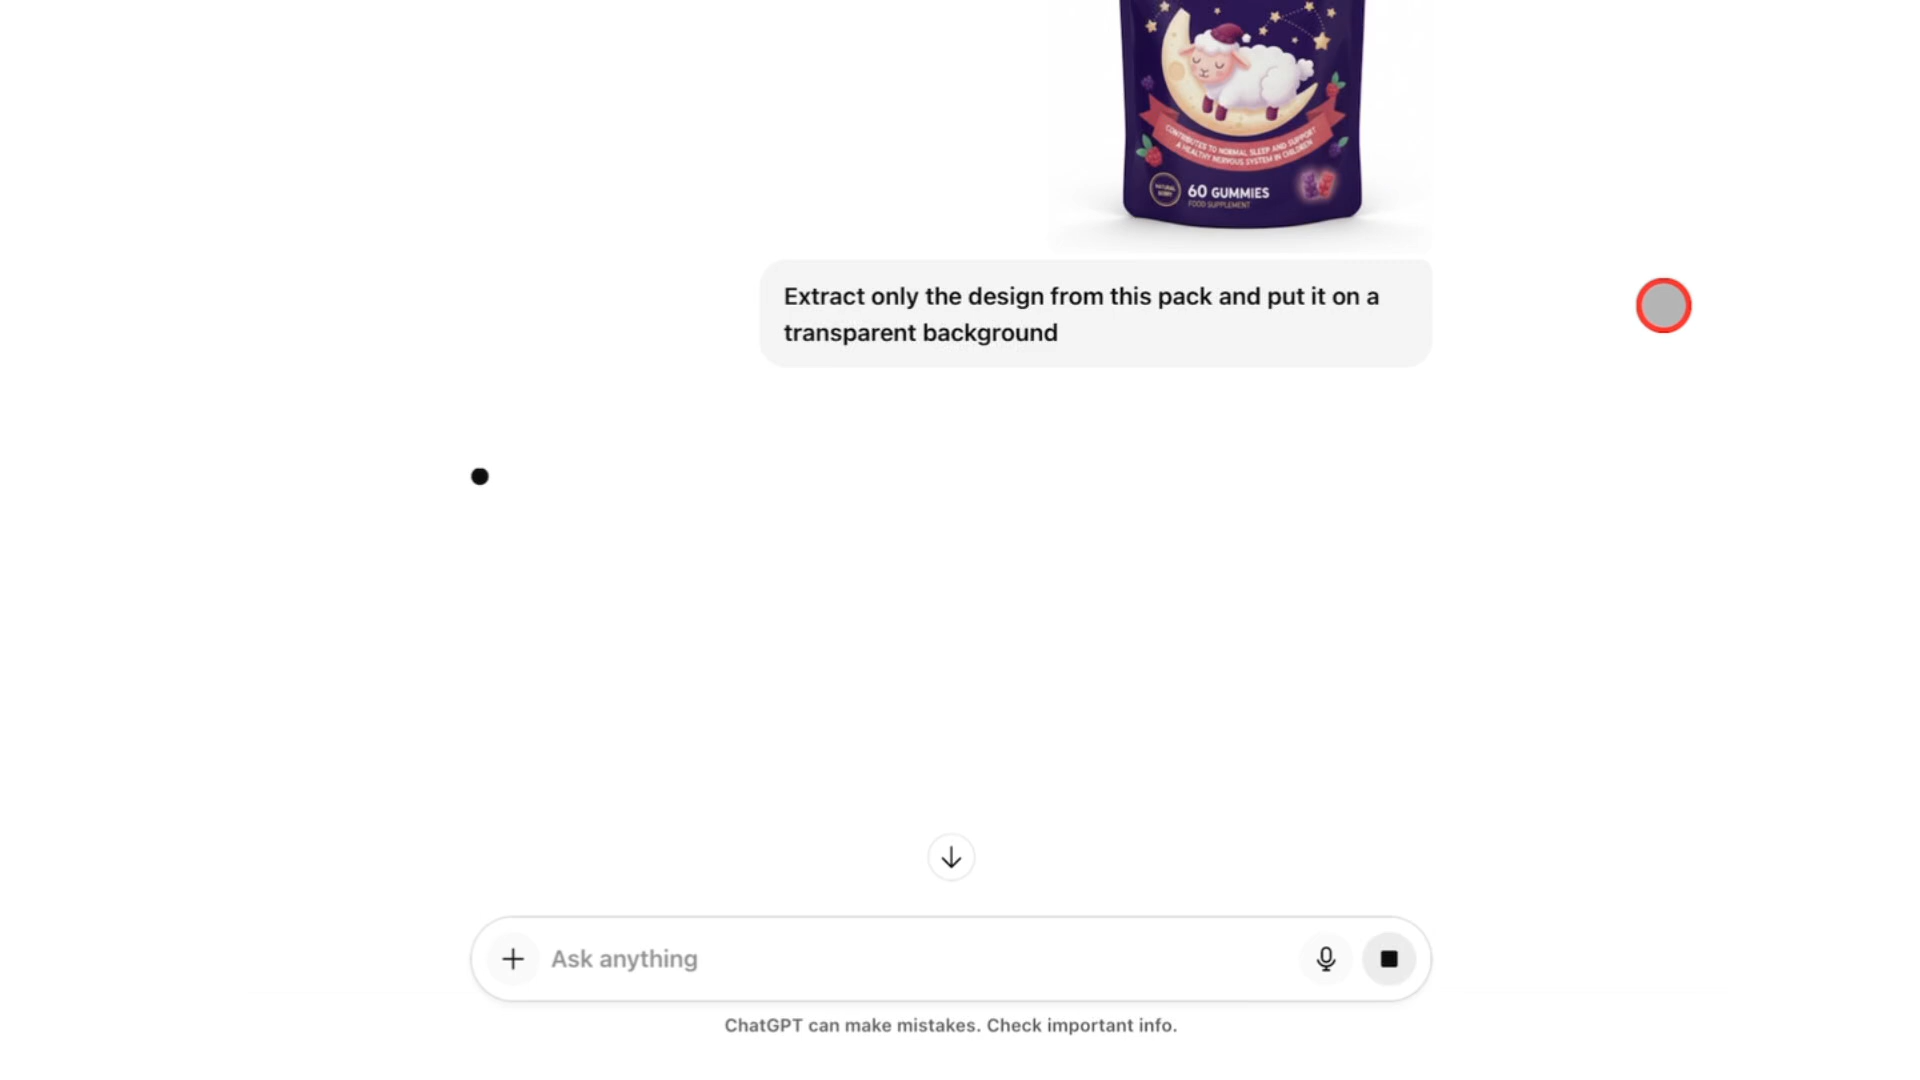 CONTRIBUTES TO NORMAL SLEEP AND SUPPORT
A HEALTHY NERVOUS SYSTEM IN CHILDREN
60 GUMMIES
FOOD SUPPLEMENT
Extract only the design from this pack and put it on a
transparent background
Ask anything
ChatGPT can make mistakes. Check important info.